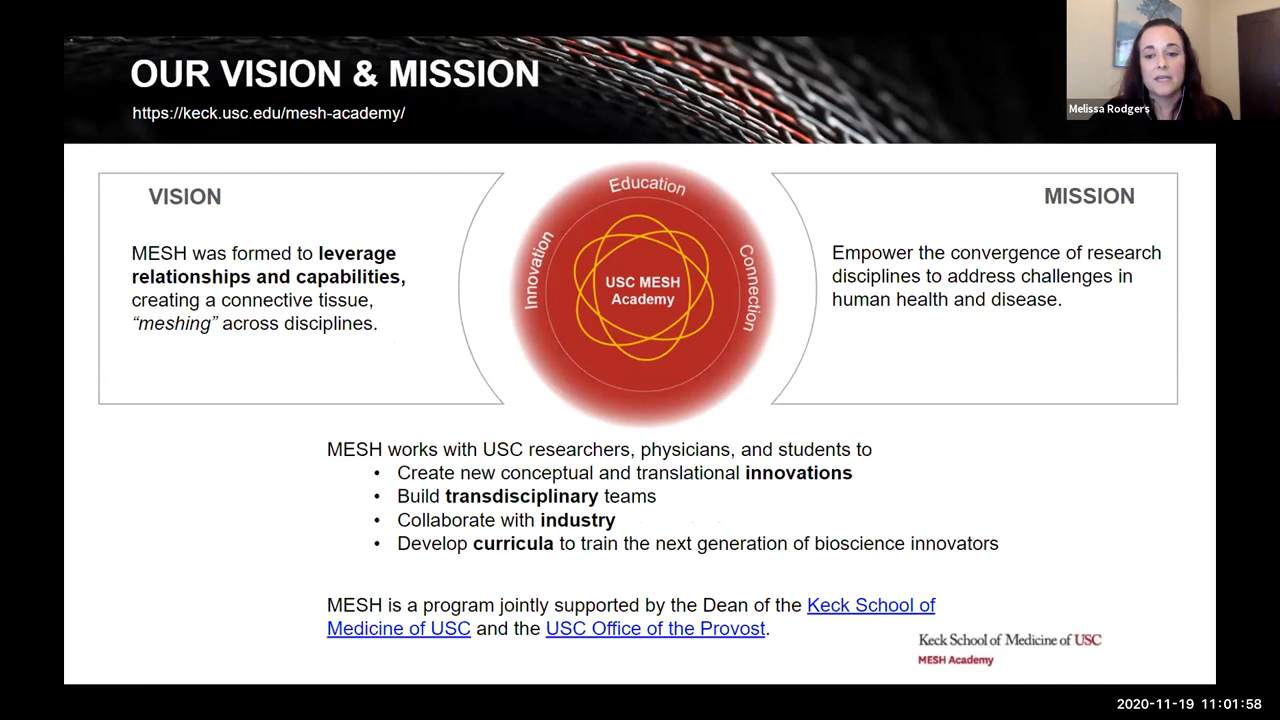 OUR VISION & MISSION
https://keck.usc.edu/mesh-academy/
Melissa Rodgers
VISION
MESH was formed to leverage
relationships and capabilities,
creating a connective tissue,
“meshing” across disciplines.
Education
Innovation
Connection
USC MESH
Academy
MISSION
Empower the convergence of research
disciplines to address challenges in
human health and disease.
MESH works with USC researchers, physicians, and students to
• Create new conceptual and translational innovations
• Build transdisciplinary teams
• Collaborate with industry
• Develop curricula to train the next generation of bioscience innovators
MESH is a program jointly supported by the Dean of the Keck School of
Medicine of USC and the USC Office of the Provost.
Keck School of Medicine of USC
MESH Academy
2020-11-19 11:01:58